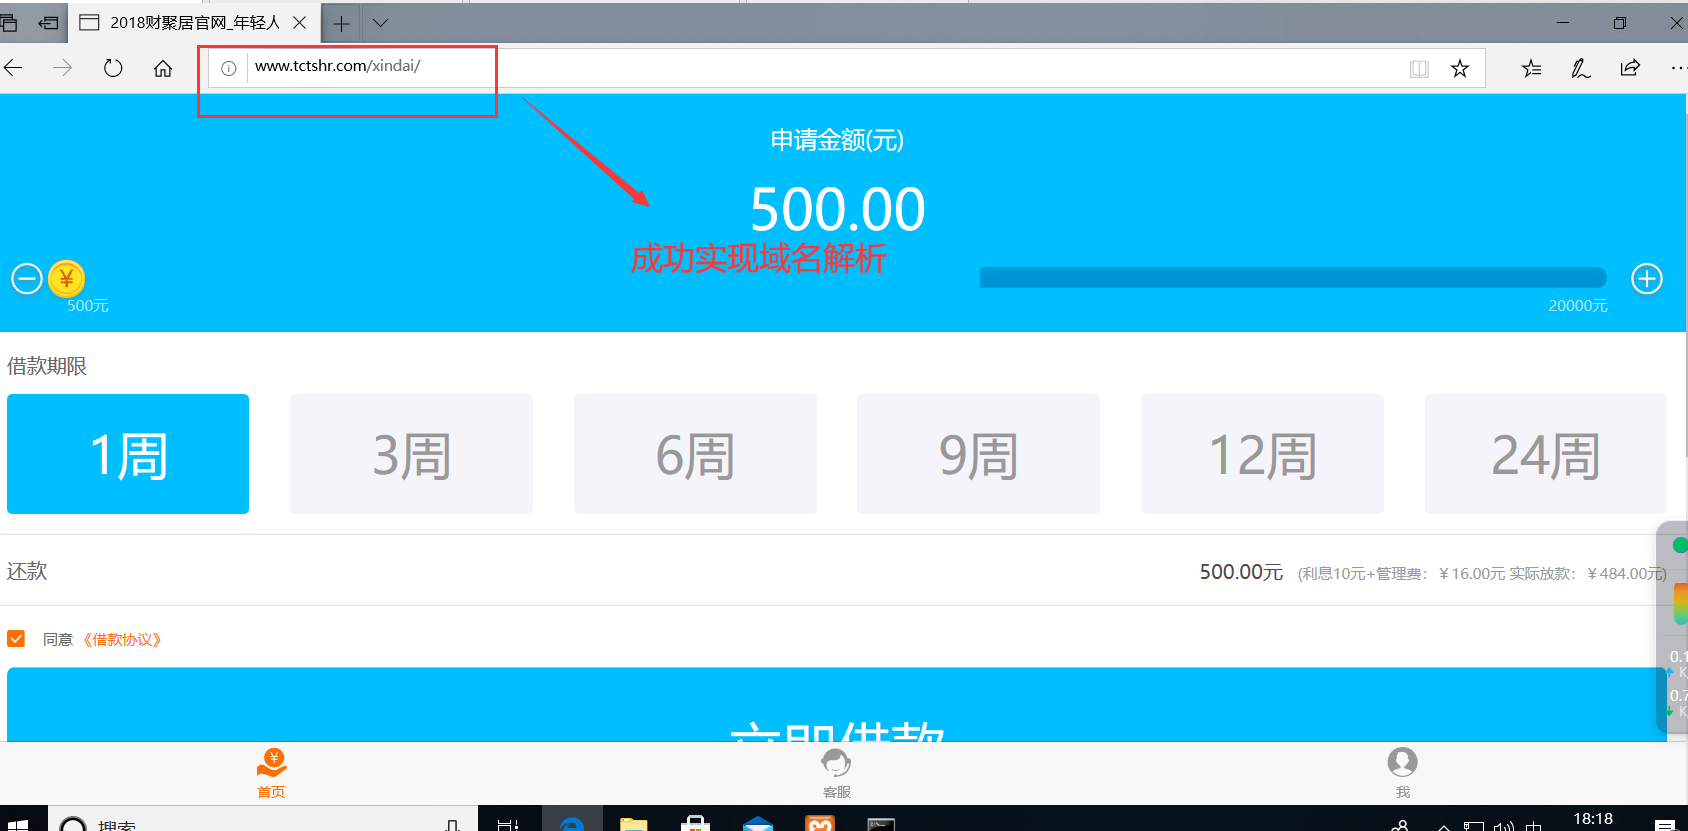 2018财聚居官网_年轻人
www.tctshr.com/xindai/
申请金额(元)
500.00
成功实现域名解析
¥
500元
20000元
借款期限
1周
3周
6周
9周
12周
24周
还款
500.00元 (利息10元+管理费：￥16.00元 实际放款：￥484.00元)
同意 《借款协议》
立即借款
首页
客服
我
搜索
中
18:18